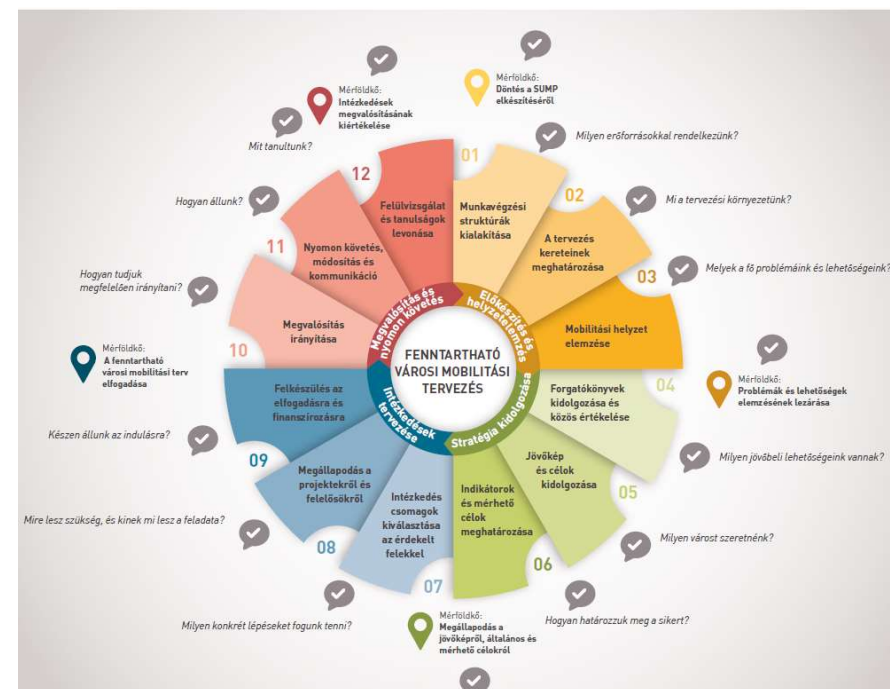 Mérföldkő:
Döntés a SUMP
elkészítéséről
Mérföldkő:
Intézkedések
megvalósításának
kiértékelése
01
Munkavégzési
struktúrák
kialakítása
Milyen erőforrásokkal rendelkezünk?
02
A tervezés
kereteinek
meghatározása
Mi a tervezési környezetünk?
03
Mobilitási helyzet
elemzése
Melyek a fő problémáink és lehetőségeink?
Mérföldkő:
Problémák és lehetőségek
elemzésének lezárása
04
Forgatókönyvek
kidolgozása és
közös értékelése
Milyen jövőbeli lehetőségeink vannak?
05
Jövőkép
és célok
kidolgozása
Milyen várost szeretnénk?
06
Indikátorok
és mérhető
célok
meghatározása
Hogyan határozzuk meg a sikert?
Mérföldkő:
Megállapodás a
jövőképről, általános és
mérhető célokról
07
Intézkedés
csomagok
kiválasztása
az érdekelt
felekkel
Milyen konkrét lépéseket fogunk tenni?
08
Megállapodás a
projektekről és
felelősökről
Mire lesz szükség, és kinek mi lesz a feladata?
09
Felkészülés az
elfogadásra és
finanszírozásra
Készen állunk az indulásra?
Mérföldkő:
A fenntartható
városi mobilitási terv
elfogadása
10
Megvalósítás
irányítása
Hogyan tudjuk
megfelelően irányítani?
11
Nyomon követés,
módosítás és
kommunikáció
Hogyan állunk?
12
Felülvizsgálat
és tanulságok
levonása
Mit tanultunk?
Előkészítés és
helyzetelemzés
Stratégia kidolgozása
Intézkedések
tervezése
Megvalósítás és
nyomon követés
FENNTARTHATÓ
VÁROSI MOBILITÁSI
TERVEZÉS